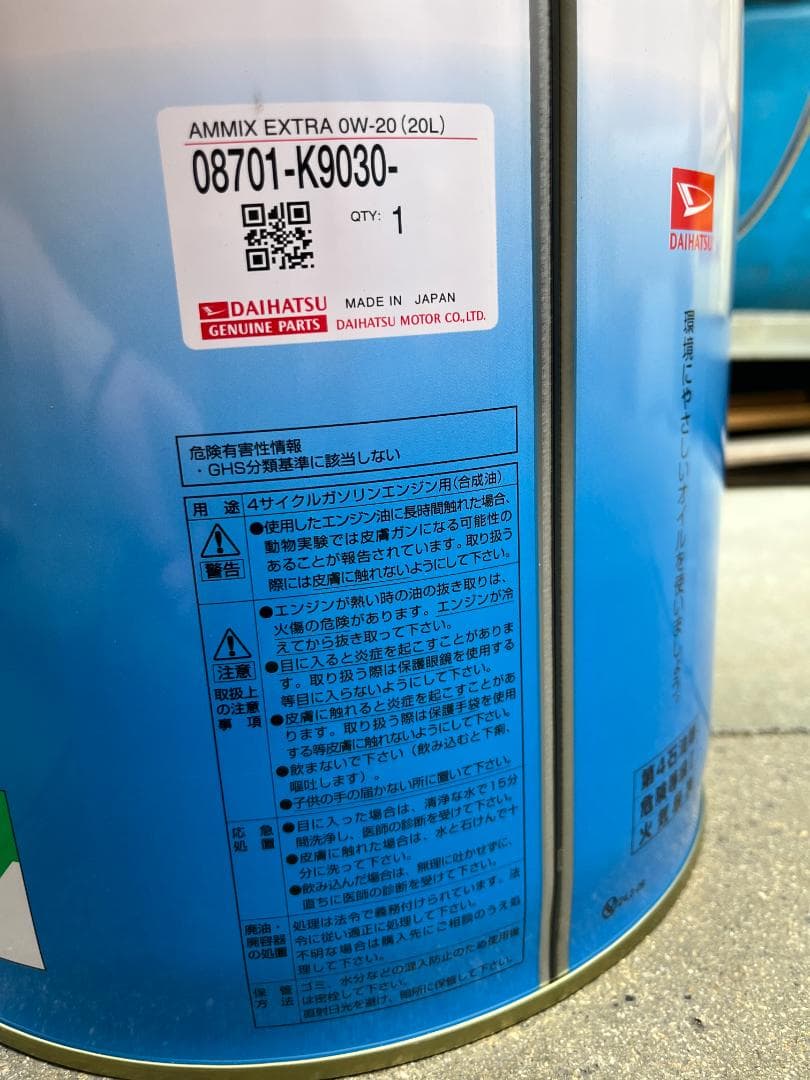 AMMIX EXTRA 0W-20 (20L)
08701-K9030-
QTY: 1
DAIHATSU
GENUINE PARTS
MADE IN JAPAN
DAIHATSU MOTOR CO.,LTD.
DAIHATSU
危険有害性情報
・GHS分類基準に該当しない
用途 4サイクルガソリンエンジン用(合成油)
警告
●使用したエンジン油に長時間触れた場合、
動物実験では皮膚ガンになる可能性の
あることが報告されています。取り扱う
際には皮膚に触れないようにして下さい。
注意
取扱上
の注意
事項
●エンジンが熱い時の油の抜き取りは、
火傷の危険があります。エンジンが冷
えてから抜き取って下さい。
●目に入ると炎症を起こすことがありま
す。取り扱う際は保護眼鏡を使用する
等目に入らないようにして下さい。
●皮膚に触れると炎症を起こすことがあ
ります。取り扱う際は保護手袋を使用
する等皮膚に触れないようにして下さい。
●飲まないで下さい(飲み込むと下痢、
嘔吐します)。
●子供の手の届かない所に置いて下さい。
応急
処置
●目に入った場合は、清浄な水で15分
間洗浄し、医師の診断を受けて下さい。
●皮膚に触れた場合は、水と石けんで十
分に洗って下さい。
●飲み込んだ場合は、無理に吐かせずに、
直ちに医師の診断を受けて下さい。
廃油・
廃容器
の処置
処理は法令で義務付けられています。法
令に従い適正に処理して下さい。
不明な場合は購入先にご相談のうえ処
理して下さい。
保管
方法
ゴミ、水分などの混入防止のため使用後
は密栓して下さい。
直射日光を避け、暗所に保管して下さい。
環境にやさしいオイルを使いましょう